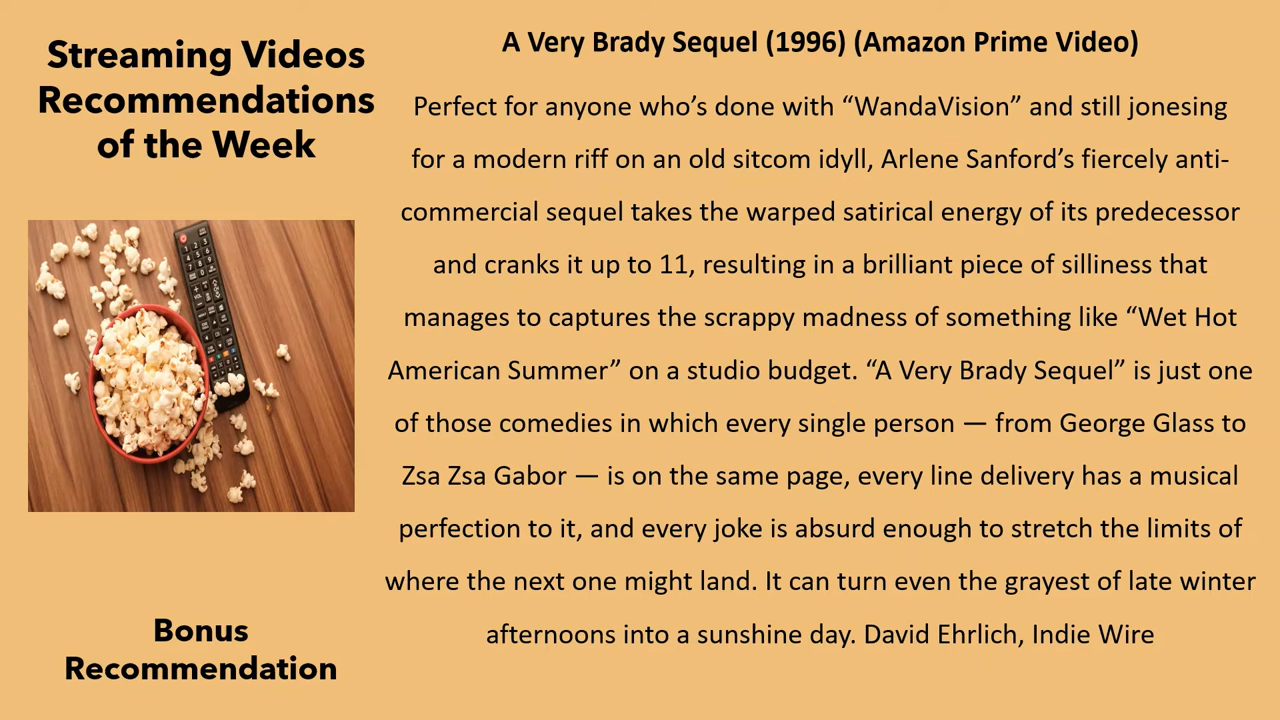 Streaming Videos
Recommendations
of the Week
A Very Brady Sequel (1996) (Amazon Prime Video)
Perfect for anyone who’s done with “WandaVision” and still jonesing
for a modern riff on an old sitcom idyll, Arlene Sanford’s fiercely anti-
commercial sequel takes the warped satirical energy of its predecessor
and cranks it up to 11, resulting in a brilliant piece of silliness that
manages to captures the scrappy madness of something like “Wet Hot
American Summer” on a studio budget. “A Very Brady Sequel” is just one
of those comedies in which every single person — from George Glass to
Zsa Zsa Gabor — is on the same page, every line delivery has a musical
perfection to it, and every joke is absurd enough to stretch the limits of
where the next one might land. It can turn even the grayest of late winter
afternoons into a sunshine day. David Ehrlich, Indie Wire
Bonus
Recommendation